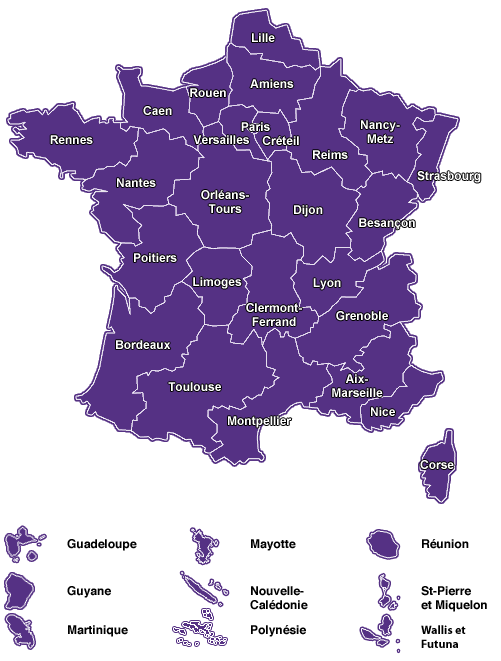 Lille
Amiens
Rouen
Caen
Paris
Versailles
Créteil
Nancy-
Metz
Rennes
Reims
Strasbourg
Nantes
Orléans-
Tours
Dijon
Besançon
Poitiers
Limoges
Lyon
Clermont-
Ferrand
Grenoble
Bordeaux
Toulouse
Aix-
Marseille
Nice
Montpellier
Corse
Guadeloupe
Mayotte
Réunion
Guyane
Nouvelle-
Calédonie
St-Pierre
et Miquelon
Martinique
Polynésie
Wallis et
Futuna